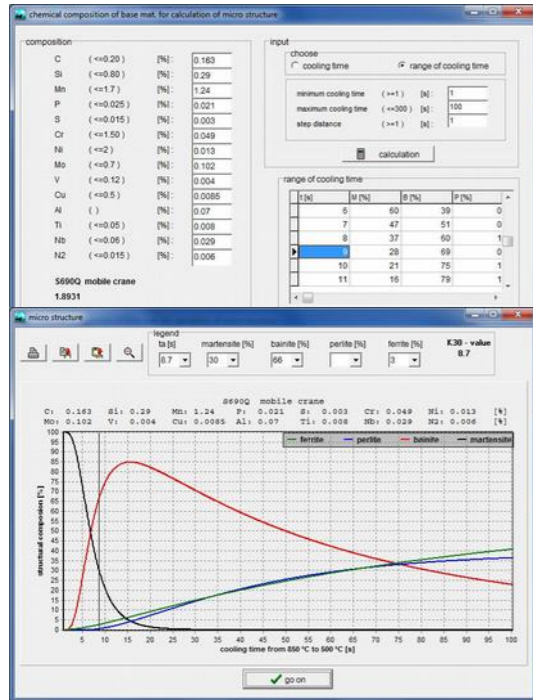 chemical composition of base mat. for calculation of micro structure
composition
C (<=0.20) [%]: 0.163
Si (<=0.80) [%]: 0.29
Mn (<=1.7) [%]: 1.24
P (<=0.025) [%]: 0.021
S (<=0.015) [%]: 0.003
Cr (<=1.50) [%]: 0.049
Ni (<=2) [%]: 0.013
Mo (<=0.7) [%]: 0.102
V (<=0.12) [%]: 0.004
Cu (<=0.5) [%]: 0.0085
Al () [%]: 0.07
Ti (<=0.05) [%]: 0.008
Nb (<=0.06) [%]: 0.029
N2 (<=0.015) [%]: 0.006
S690Q mobile crane
1.8931
input
choose
cooling time range of cooling time
minimum cooling time (>=1) [s]: 1
maximum cooling time (<=300) [s]: 100
step distance (>=1) [s]: 1
calculation
range of cooling time
t [s] M [%] B [%] P [%]
6 60 39 0
7 47 51 0
8 37 60 1
9 28 69 0
10 21 75 1
11 16 79 1
micro structure
legend
ta [s] martensite [%] bainite [%] perlite [%] ferrite [%] K30 - value
8.7 30 66 3 8.7
S690Q mobile crane
C: 0.163 Si: 0.29 Mn: 1.24 P: 0.021 S: 0.003 Cr: 0.049 Ni: 0.013 [%]
Mo: 0.102 V: 0.004 Cu: 0.0085 Al: 0.07 Ti: 0.008 Nb: 0.029 N2: 0.006 [%]
ferrite perlite bainite martensite
structural composion [%]
100
95
90
85
80
75
70
65
60
55
50
45
40
35
30
25
20
15
10
5
0
5 10 15 20 25 30 35 40 45 50 55 60 65 70 75 80 85 90 95 100
cooling time from 850 °C to 500 °C [s]
go on